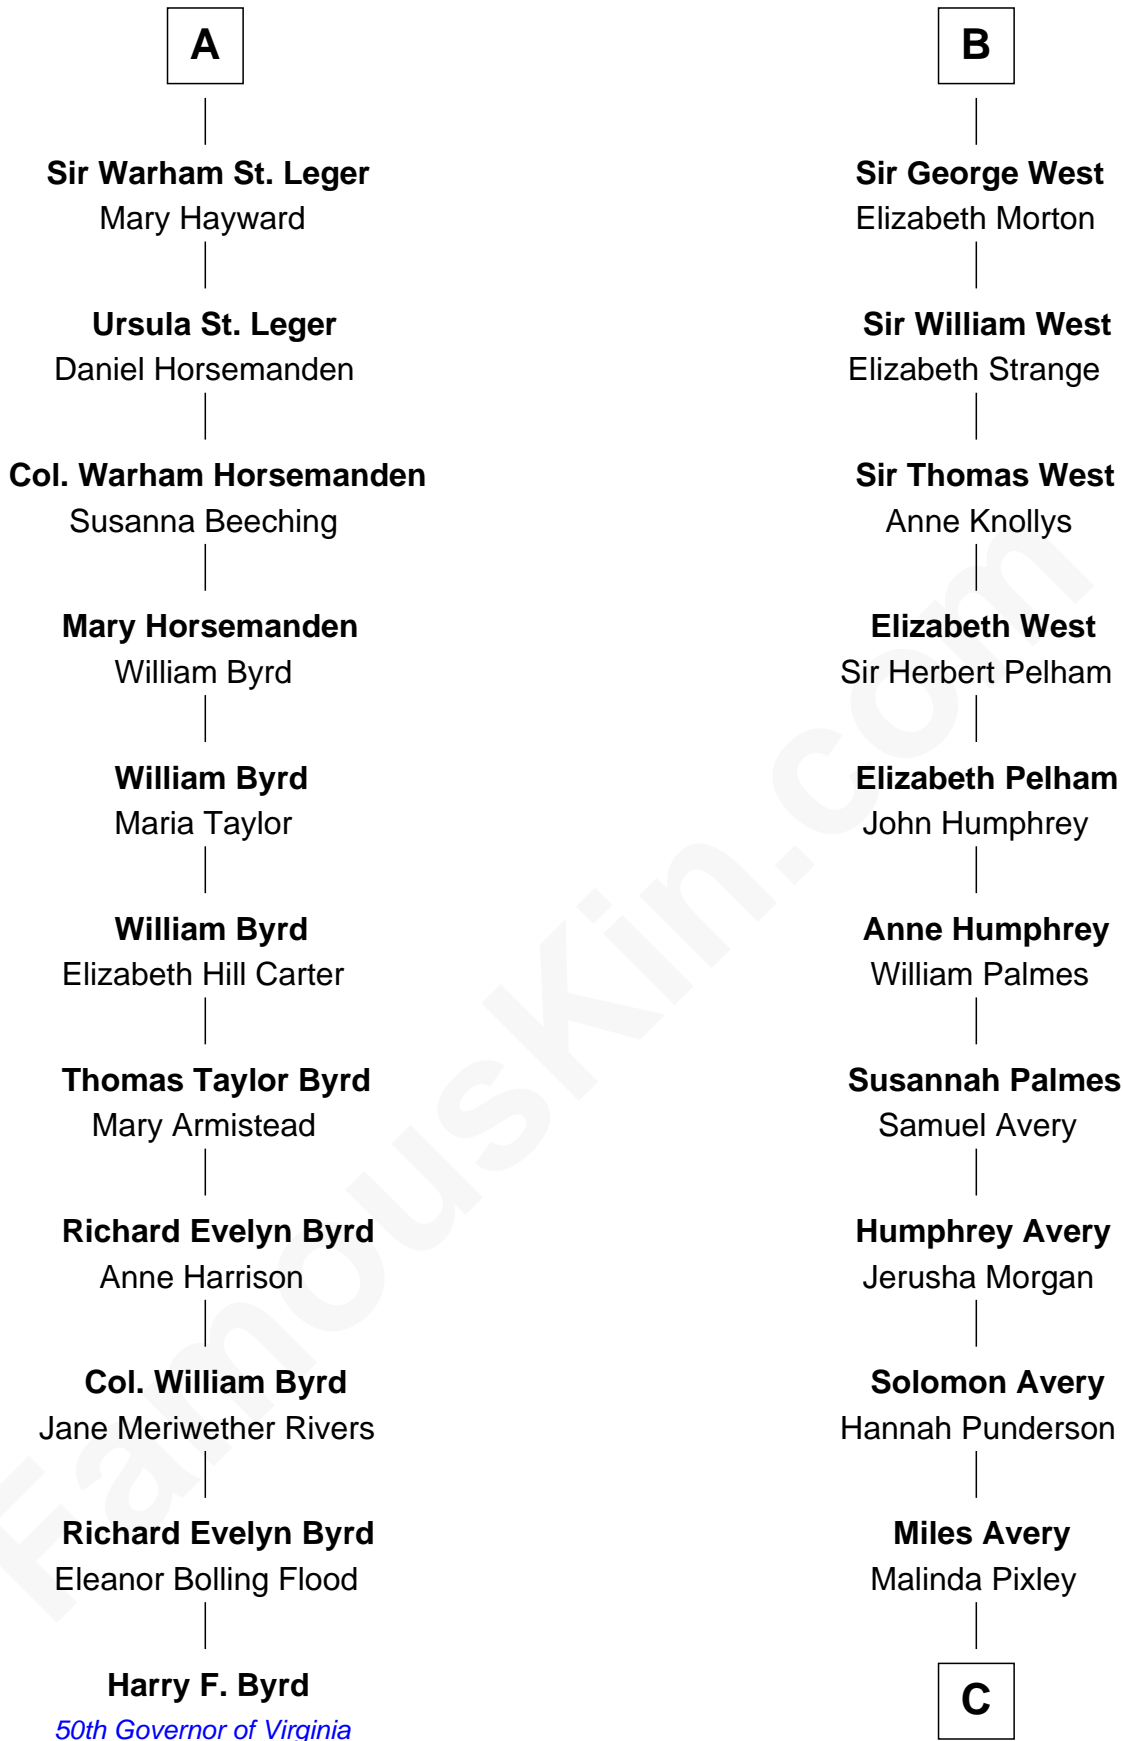 A
Sir Warham St. Leger
Mary Hayward
Ursula St. Leger
Daniel Horsemanden
Col. Warham Horsemanden
Susanna Beeching
Mary Horsemanden
William Byrd
William Byrd
Maria Taylor
William Byrd
Elizabeth Hill Carter
Thomas Taylor Byrd
Mary Armistead
Richard Evelyn Byrd
Anne Harrison
Col. William Byrd
Jane Meriwether Rivers
Richard Evelyn Byrd
Eleanor Bolling Flood
Harry F. Byrd
50th Governor of Virginia
B
Sir George West
Elizabeth Morton
Sir William West
Elizabeth Strange
Sir Thomas West
Anne Knollys
Elizabeth West
Sir Herbert Pelham
Elizabeth Pelham
John Humphrey
Anne Humphrey
William Palmes
Susannah Palmes
Samuel Avery
Humphrey Avery
Jerusha Morgan
Solomon Avery
Hannah Punderson
Miles Avery
Malinda Pixley
C
FamousKin.com